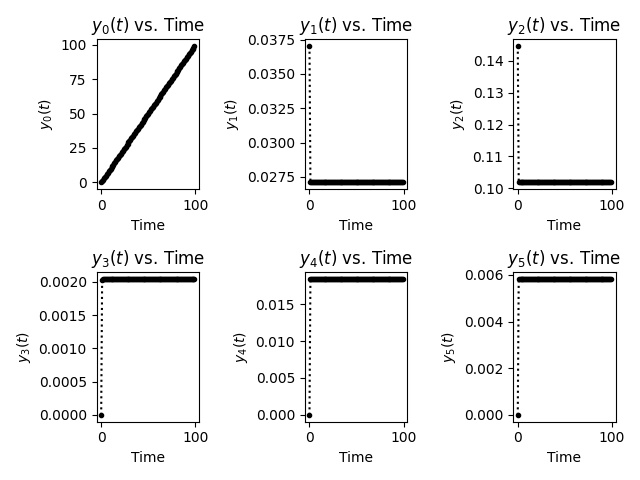 y₀(t) vs. Time
y₀(t)
100
75
50
25
0
0
100
Time
y₁(t) vs. Time
y₁(t)
0.0375
0.0350
0.0325
0.0300
0.0275
0
100
Time
y₂(t) vs. Time
y₂(t)
0.14
0.13
0.12
0.11
0.10
0
100
Time
y₃(t) vs. Time
y₃(t)
0.0020
0.0015
0.0010
0.0005
0.0000
0
100
Time
y₄(t) vs. Time
y₄(t)
0.015
0.010
0.005
0.000
0
100
Time
y₅(t) vs. Time
y₅(t)
0.006
0.004
0.002
0.000
0
100
Time